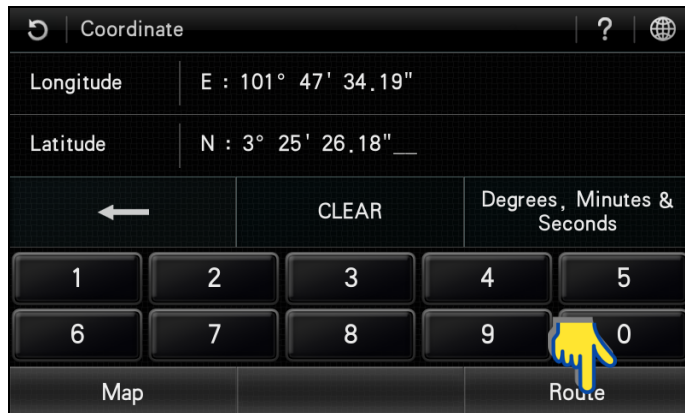 Coordinate ?
Longitude E : 101° 47' 34.19"
Latitude N : 3° 25' 26.18"__
← CLEAR Degrees, Minutes &
Seconds
1 2 3 4 5
6 7 8 9 0
Map Route